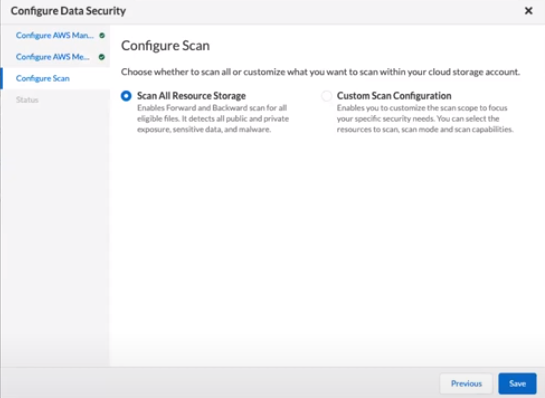 Configure Data Security
Configure AWS Man...
Configure AWS Me...
Configure Scan
Status
Configure Scan
Choose whether to scan all or customize what you want to scan within your cloud storage account.
Scan All Resource Storage
Enables Forward and Backward scan for all
eligible files. It detects all public and private
exposure, sensitive data, and malware.
Custom Scan Configuration
Enables you to customize the scan scope to focus
your specific security needs. You can select the
resources to scan, scan mode and scan capabilities.
Previous
Save